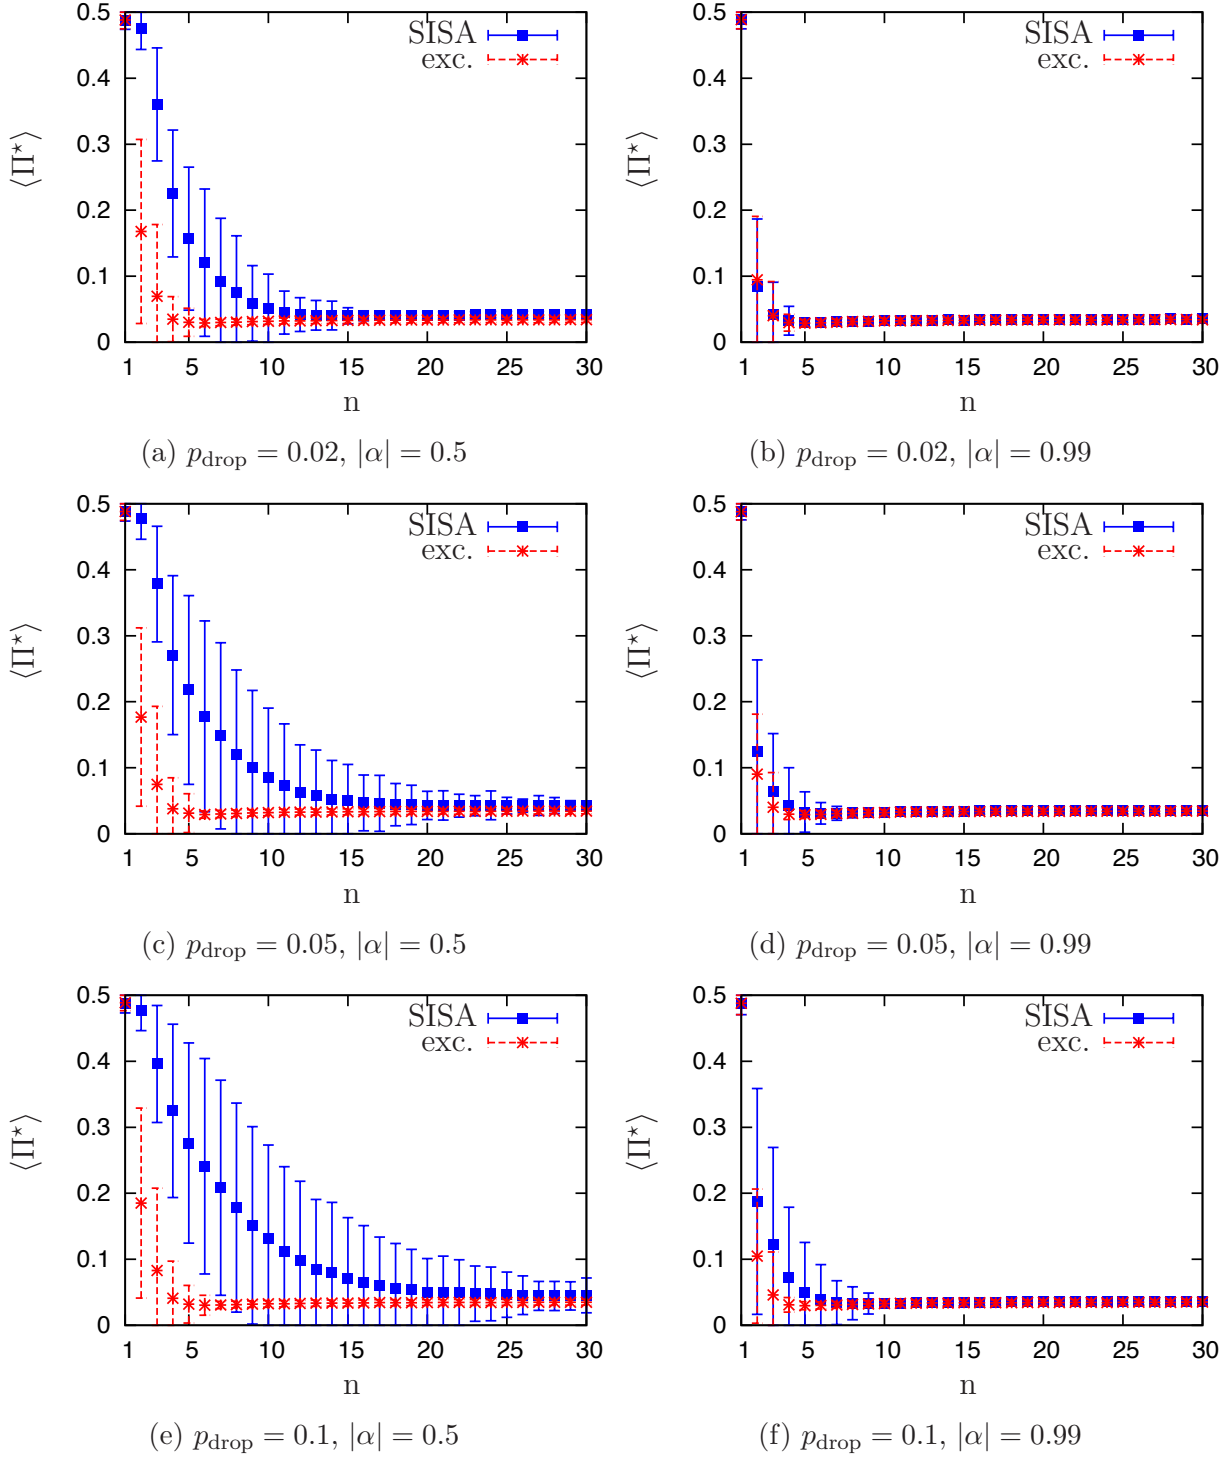 0.5
0.4
0.3
0.2
0.1
0
⟨Π⋆⟩
SISA
exc.
1 5 10 15 20 25 30
n
(a) p_drop = 0.02, |α| = 0.5
0.5
0.4
0.3
0.2
0.1
0
⟨Π⋆⟩
SISA
exc.
1 5 10 15 20 25 30
n
(b) p_drop = 0.02, |α| = 0.99
0.5
0.4
0.3
0.2
0.1
0
⟨Π⋆⟩
SISA
exc.
1 5 10 15 20 25 30
n
(c) p_drop = 0.05, |α| = 0.5
0.5
0.4
0.3
0.2
0.1
0
⟨Π⋆⟩
SISA
exc.
1 5 10 15 20 25 30
n
(d) p_drop = 0.05, |α| = 0.99
0.5
0.4
0.3
0.2
0.1
0
⟨Π⋆⟩
SISA
exc.
1 5 10 15 20 25 30
n
(e) p_drop = 0.1, |α| = 0.5
0.5
0.4
0.3
0.2
0.1
0
⟨Π⋆⟩
SISA
exc.
1 5 10 15 20 25 30
n
(f) p_drop = 0.1, |α| = 0.99